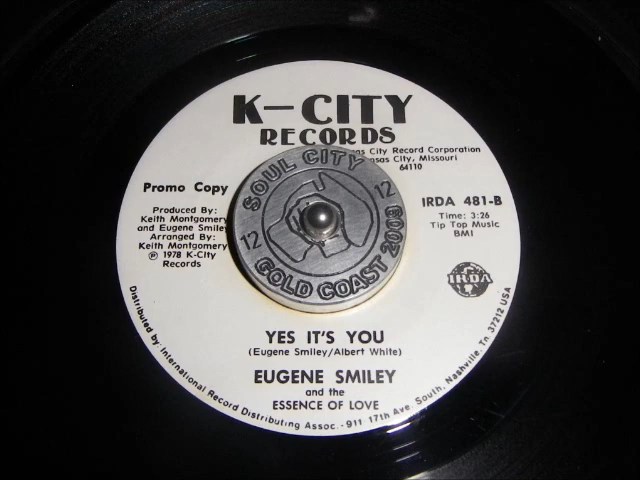 K-CITY
RECORDS
as City Record Corporation
ansas City, Missouri
64110
Promo Copy
Produced By:
Keith Montgomery
and Eugene Smiley
Arranged By:
Keith Montgomery
℗ 1978 K-City
Records
SOUL CITY
12
12
GOLD COAST 2009
IRDA 481-B
Time: 3:26
Tip Top Music
BMI
IRDA
YES IT'S YOU
(Eugene Smiley/Albert White)
EUGENE SMILEY
and the
ESSENCE OF LOVE
Distributed by: International Record Distributing Assoc. - 911 17th Ave. South, Nashville, Tn 37212 USA